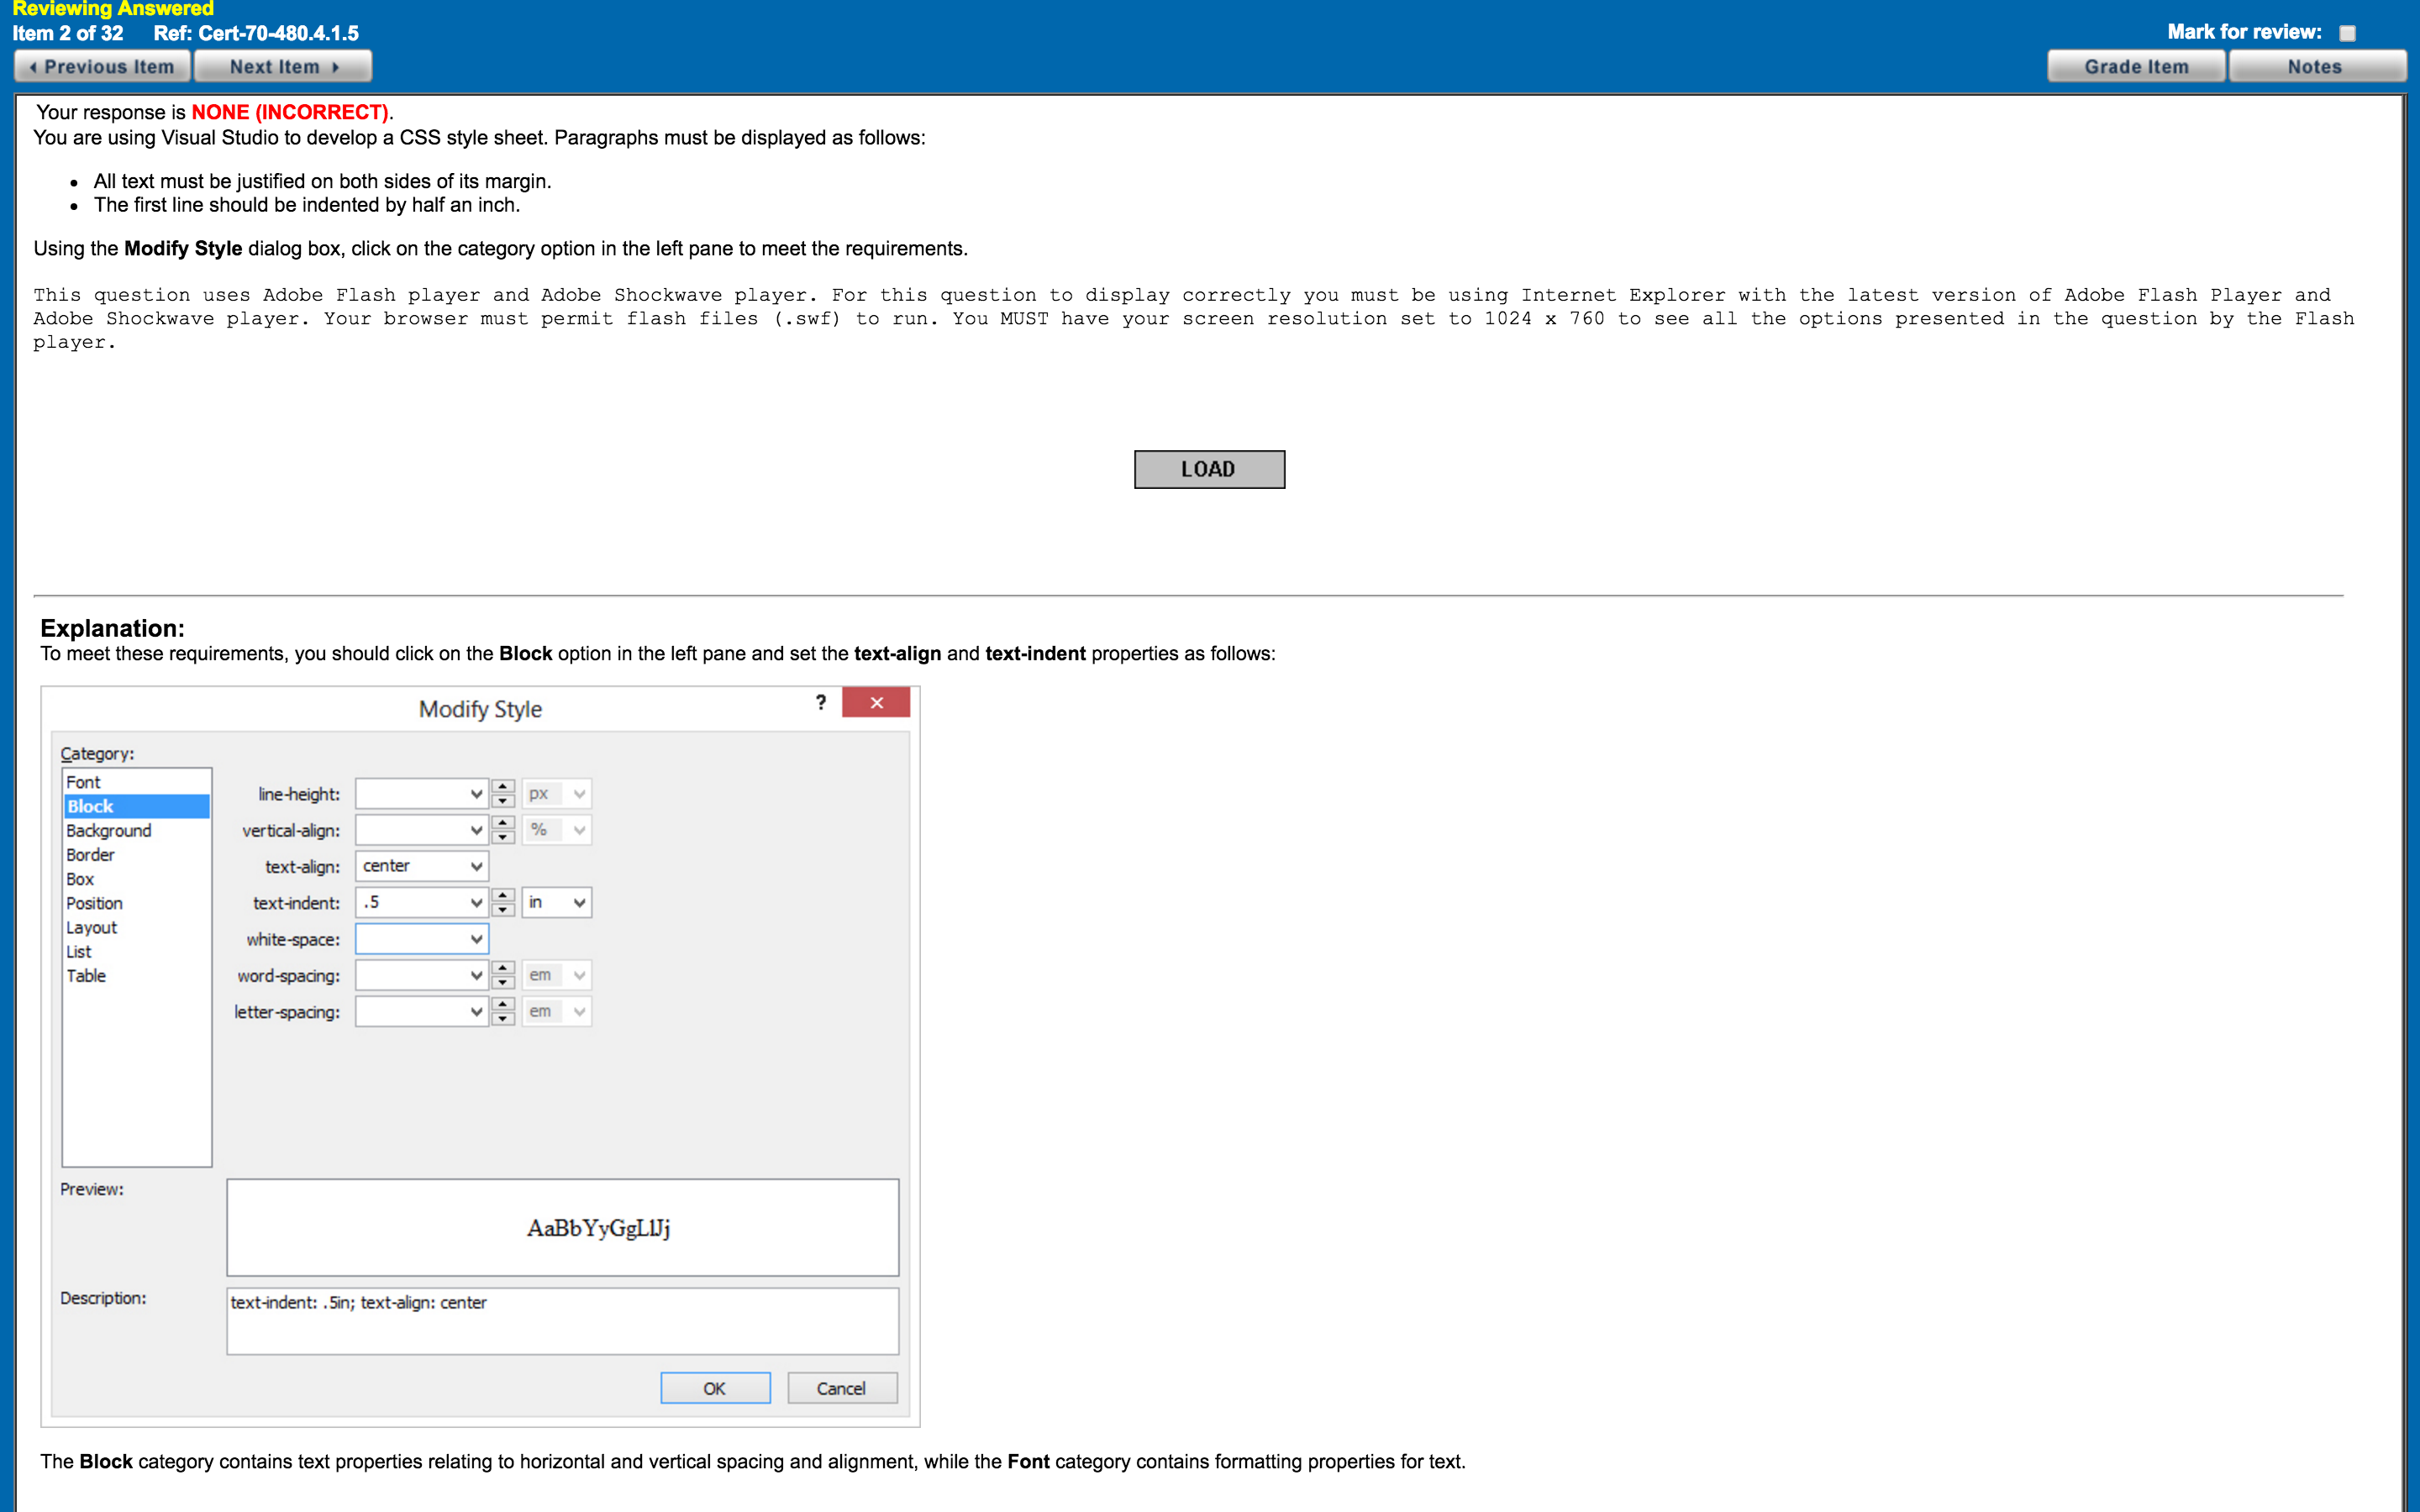 Reviewing Answered
Item 2 of 32 Ref: Cert-70-480.4.1.5
Mark for review:
Previous Item Next Item
Grade Item Notes
Your response is NONE (INCORRECT).
You are using Visual Studio to develop a CSS style sheet. Paragraphs must be displayed as follows:
• All text must be justified on both sides of its margin.
• The first line should be indented by half an inch.
Using the Modify Style dialog box, click on the category option in the left pane to meet the requirements.
This question uses Adobe Flash player and Adobe Shockwave player. For this question to display correctly you must be using Internet Explorer with the latest version of Adobe Flash Player and
Adobe Shockwave player. Your browser must permit flash files (.swf) to run. You MUST have your screen resolution set to 1024 x 760 to see all the options presented in the question by the Flash
player.
LOAD
Explanation:
To meet these requirements, you should click on the Block option in the left pane and set the text-align and text-indent properties as follows:
Modify Style
? ×
Category:
Font
Block
Background
Border
Box
Position
Layout
List
Table
line-height: px
vertical-align: %
text-align: center
text-indent: .5 in
white-space:
word-spacing: em
letter-spacing: em
Preview:
AaBbYyGgLlJj
Description:
text-indent: .5in; text-align: center
OK Cancel
The Block category contains text properties relating to horizontal and vertical spacing and alignment, while the Font category contains formatting properties for text.